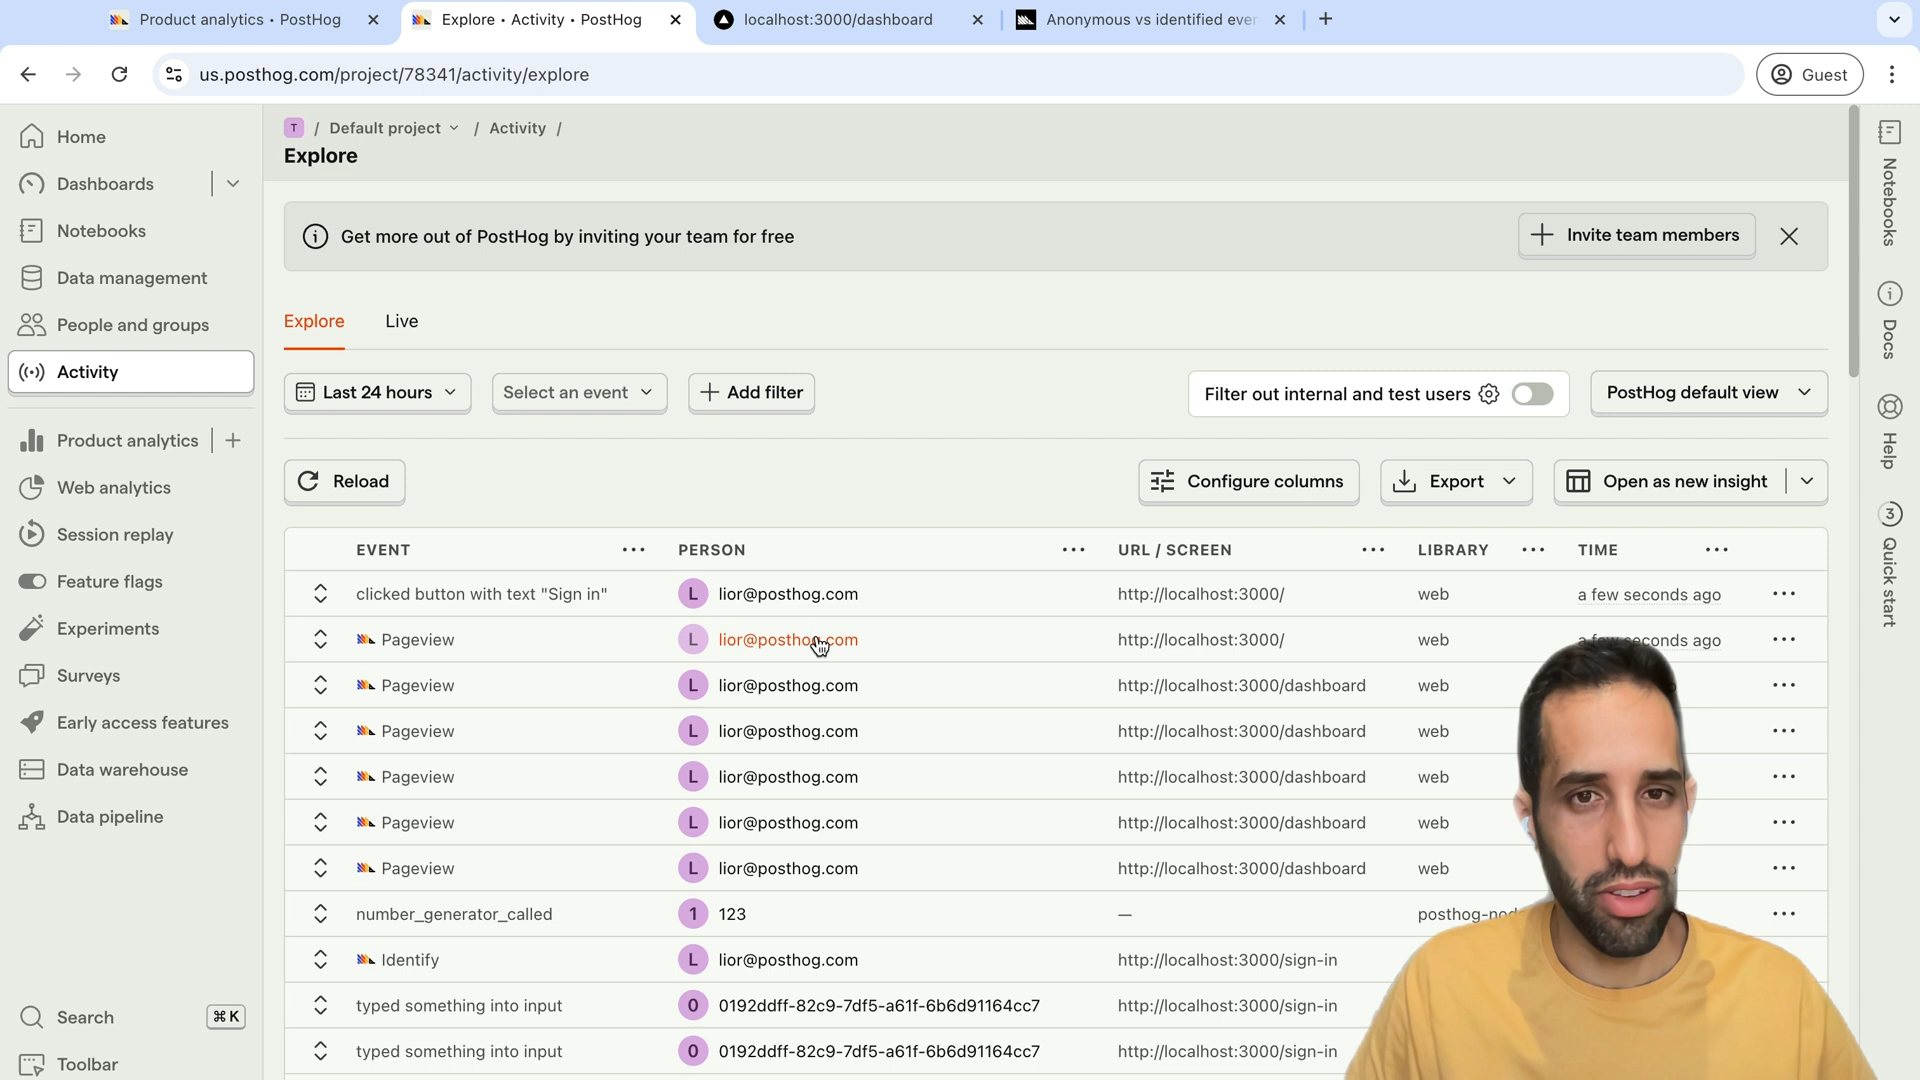 Product analytics • PostHog
Explore • Activity • PostHog
localhost:3000/dashboard
Anonymous vs identified ever
us.posthog.com/project/78341/activity/explore
Guest
Home
Dashboards
Notebooks
Data management
People and groups
Activity
Product analytics
Web analytics
Session replay
Feature flags
Experiments
Surveys
Early access features
Data warehouse
Data pipeline
Search
⌘ K
Toolbar
T / Default project / Activity /
Explore
Get more out of PostHog by inviting your team for free
Invite team members
Explore
Live
Last 24 hours
Select an event
Add filter
Filter out internal and test users
PostHog default view
Reload
Configure columns
Export
Open as new insight
EVENT PERSON URL / SCREEN LIBRARY TIME
clicked button with text "Sign in" L lior@posthog.com http://localhost:3000/ web a few seconds ago
Pageview L lior@posthog.com http://localhost:3000/ web a few seconds ago
Pageview L lior@posthog.com http://localhost:3000/dashboard web
Pageview L lior@posthog.com http://localhost:3000/dashboard web
Pageview L lior@posthog.com http://localhost:3000/dashboard web
Pageview L lior@posthog.com http://localhost:3000/dashboard web
Pageview L lior@posthog.com http://localhost:3000/dashboard web
number_generator_called 1 123 — posthog-nod
Identify L lior@posthog.com http://localhost:3000/sign-in
typed something into input 0 0192ddff-82c9-7df5-a61f-6b6d91164cc7 http://localhost:3000/sign-in
typed something into input 0 0192ddff-82c9-7df5-a61f-6b6d91164cc7 http://localhost:3000/sign-in
Notebooks
Docs
Help
3
Quick start